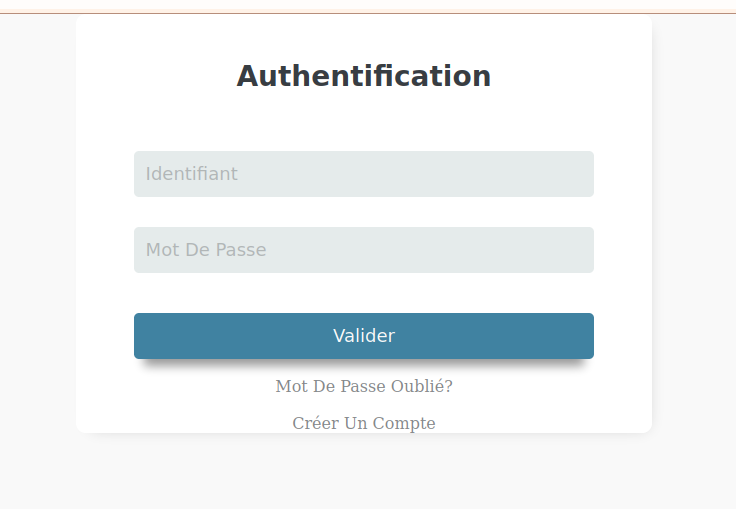 Authentification
Identifiant
Mot De Passe
Valider
Mot De Passe Oublié?
Créer Un Compte